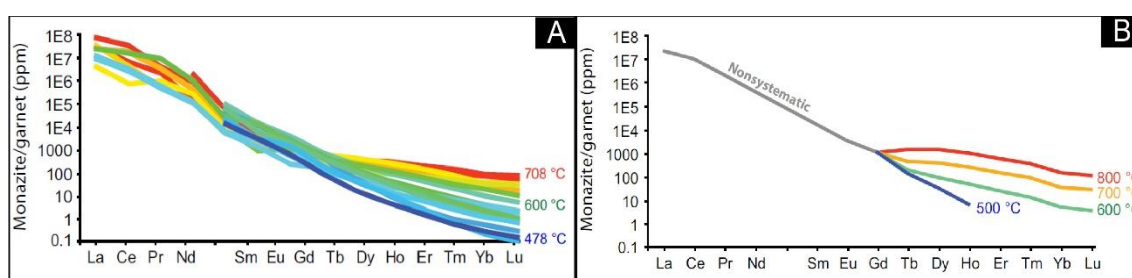 A
Monazite/garnet (ppm)
1E8
1E7
1E6
1E5
1E4
1000
100
10
1
0.1
La Ce Pr Nd Sm Eu Gd Tb Dy Ho Er Tm Yb Lu
708 °C
600 °C
478 °C
B
Monazite/garnet (ppm)
1E8
1E7
1E6
1E5
1E4
1000
100
10
1
0.1
La Ce Pr Nd Sm Eu Gd Tb Dy Ho Er Tm Yb Lu
Nonsystematic
800 °
700 °
600 °
500 °C